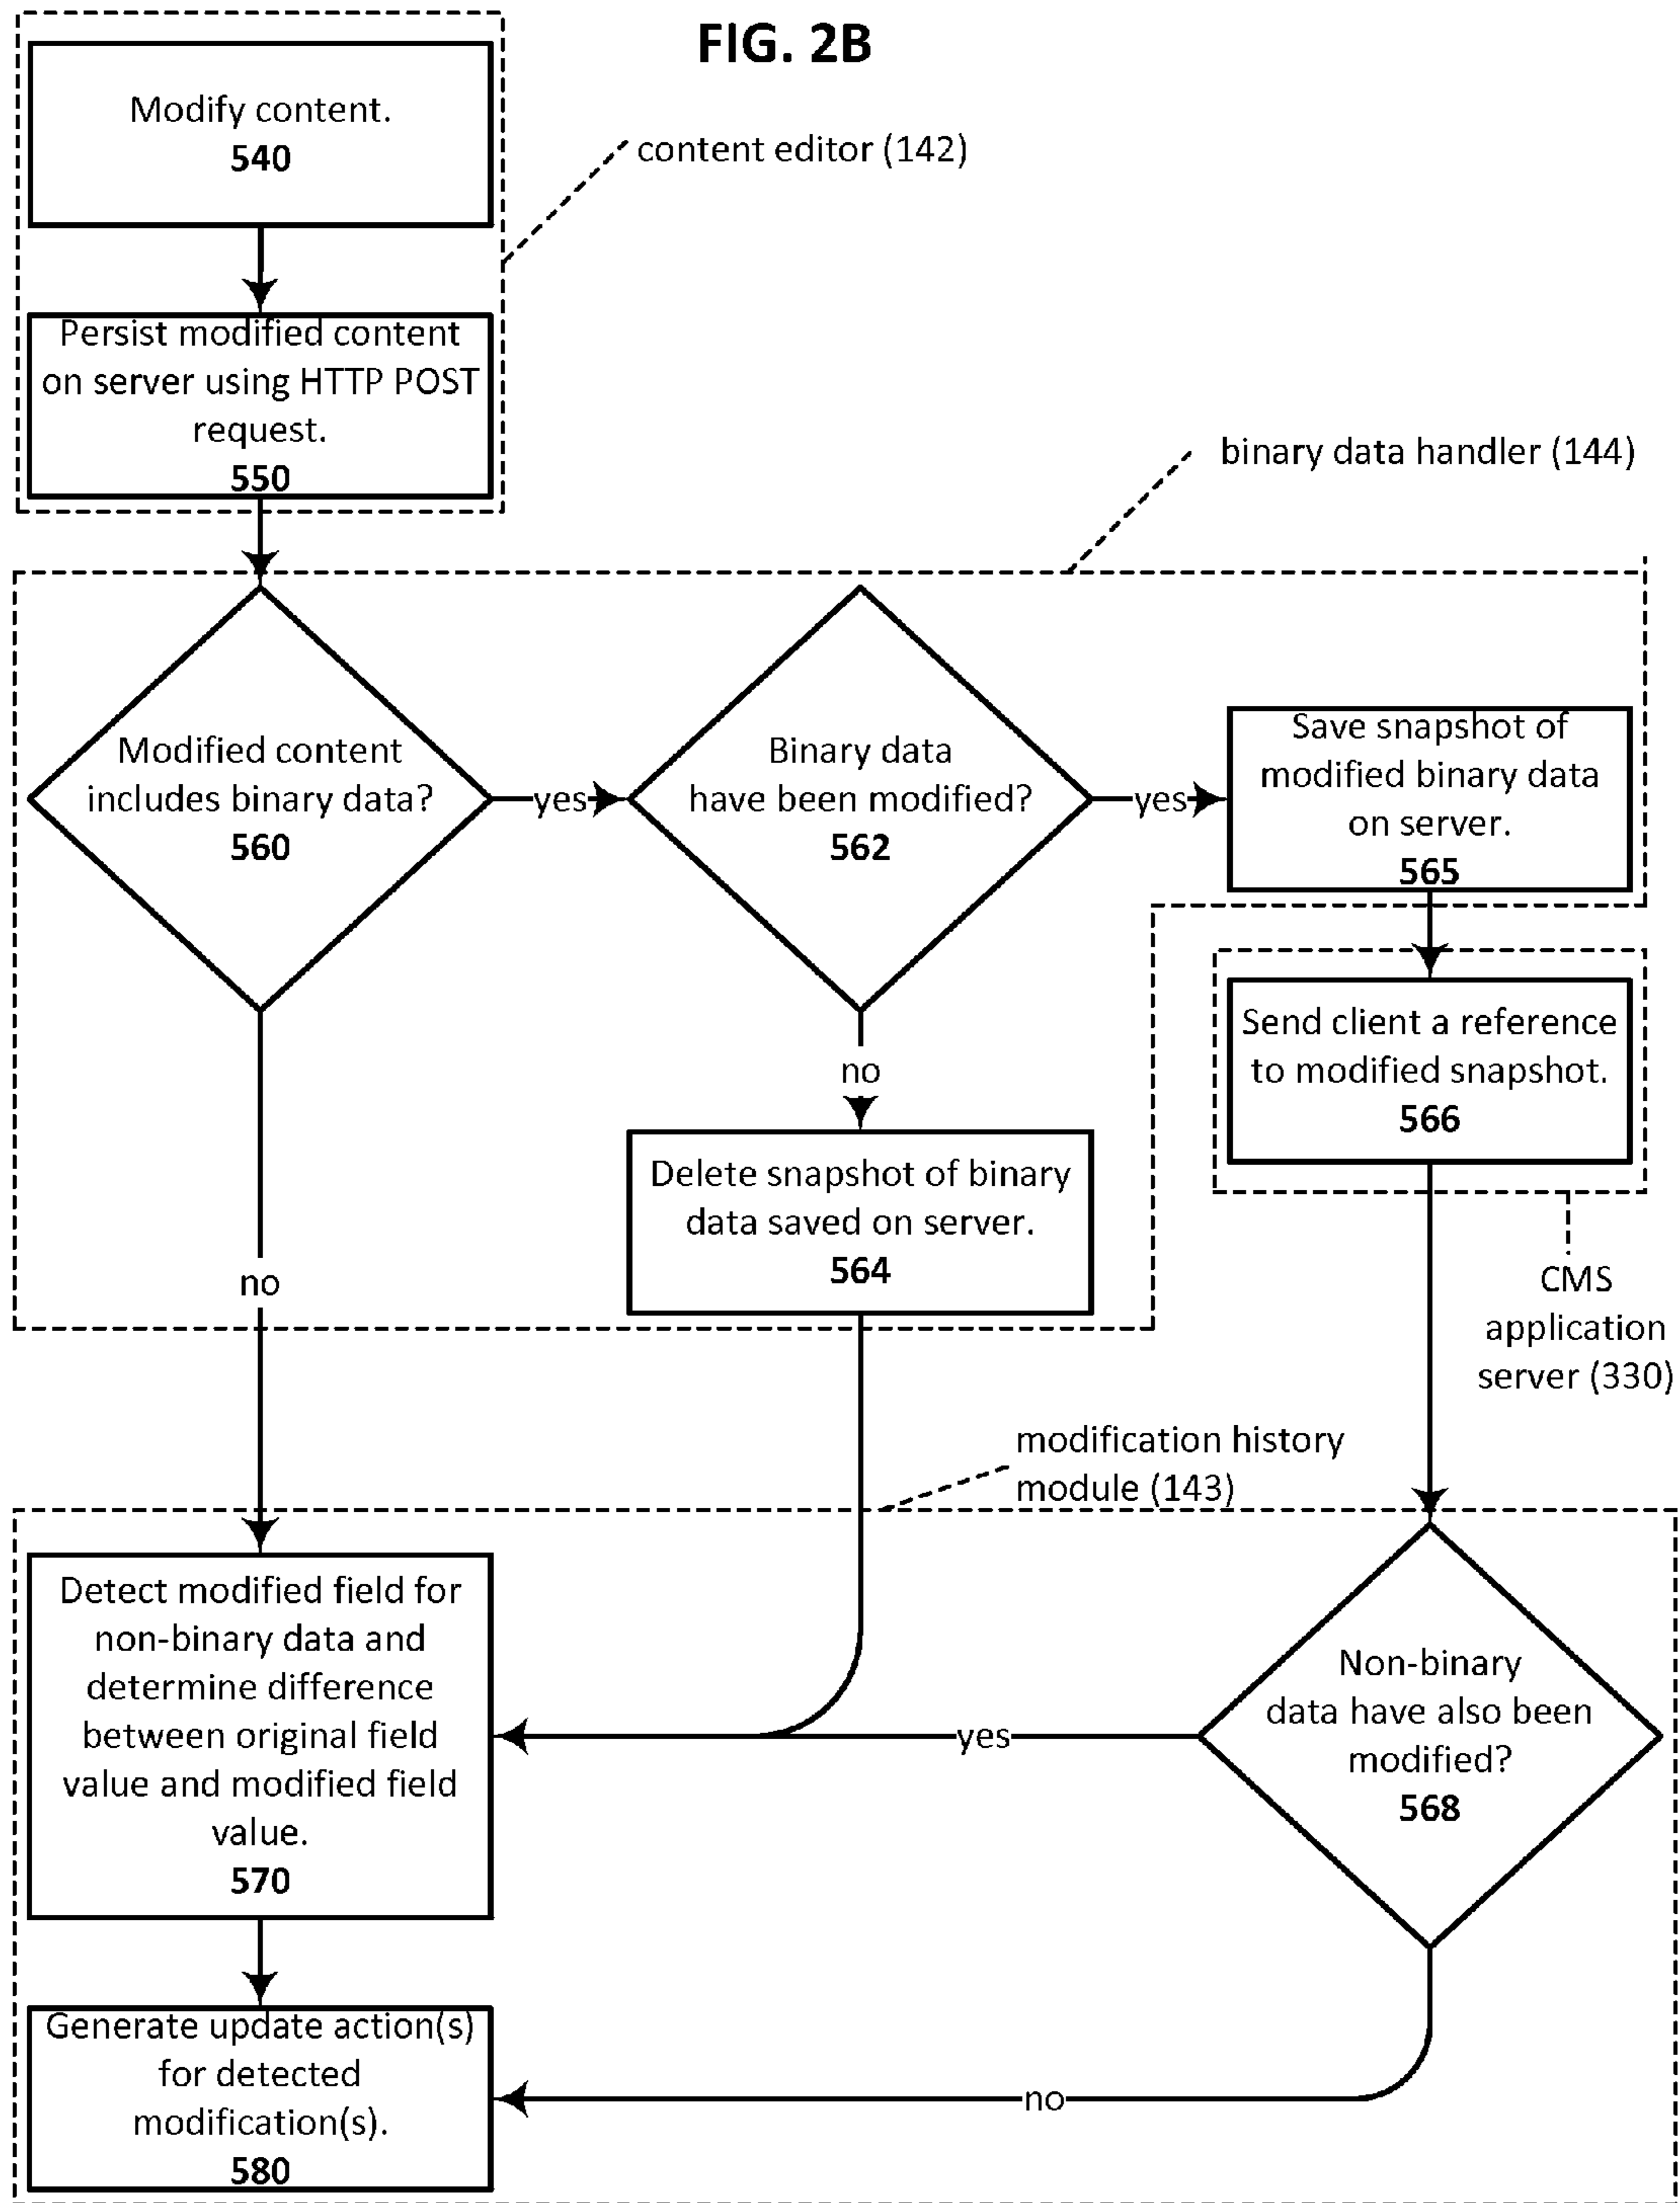 FIG. 2B
Modify content.
540
content editor (142)
Persist modified content
on server using HTTP POST
request.
550
binary data handler (144)
Modified content
includes binary data?
560
yes
Binary data
have been modified?
562
yes
Save snapshot of
modified binary data
on server.
565
Send client a reference
to modified snapshot.
566
no
Delete snapshot of binary
data saved on server.
564
no
CMS
application
server (330)
modification history
module (143)
Detect modified field for
non-binary data and
determine difference
between original field
value and modified field
value.
570
yes
Non-binary
data have also been
modified?
568
Generate update action(s)
for detected
modification(s).
580
no